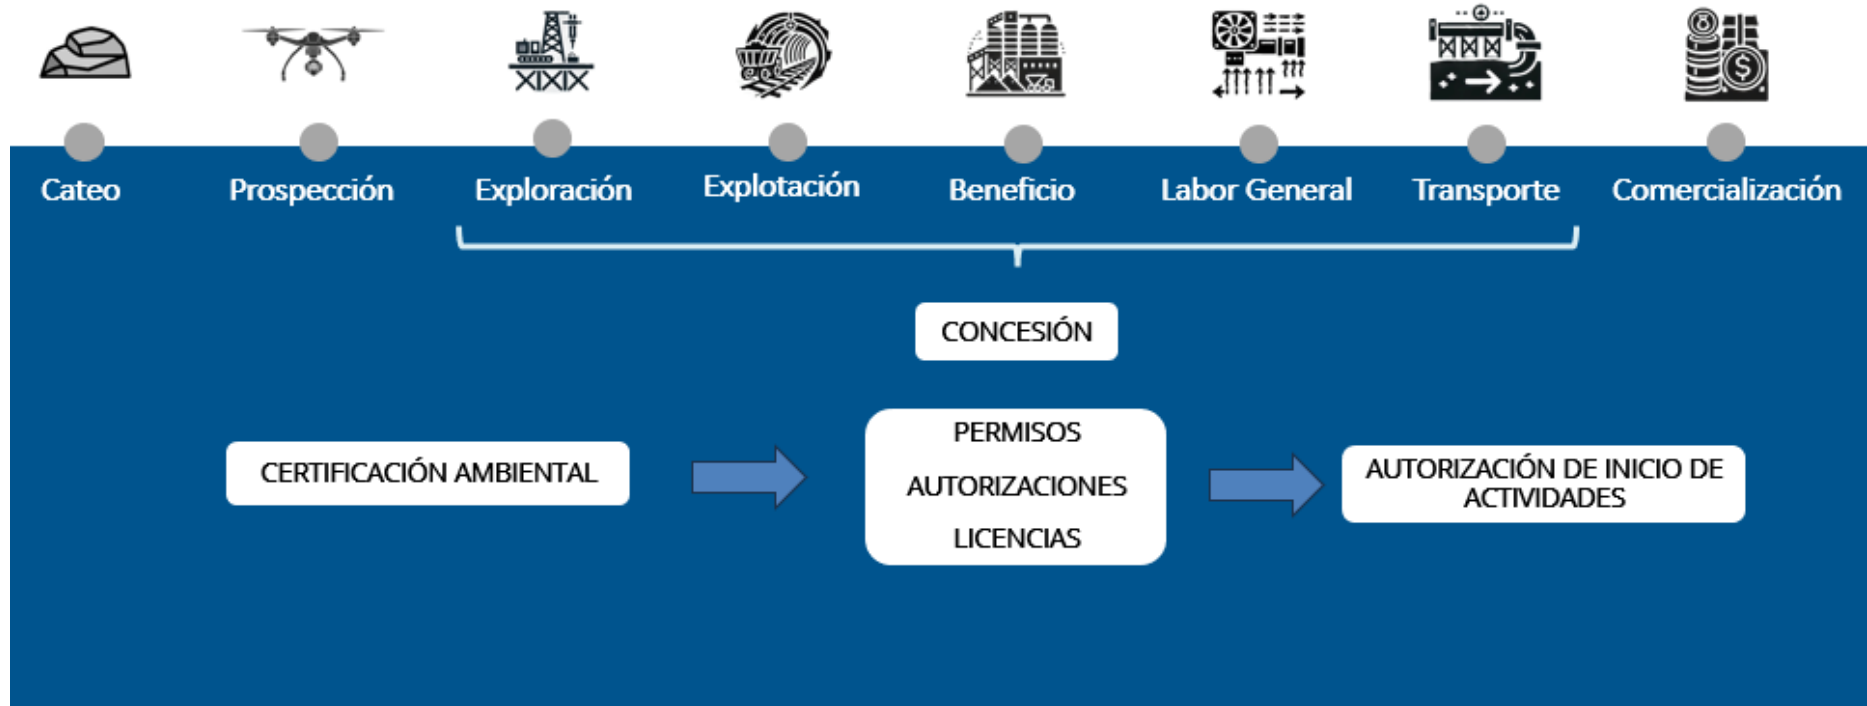 Cateo
Prospección
Exploración
Explotación
Beneficio
Labor General
Transporte
Comercialización
CONCESIÓN
CERTIFICACIÓN AMBIENTAL
PERMISOS
AUTORIZACIONES
LICENCIAS
AUTORIZACIÓN DE INICIO DE
ACTIVIDADES